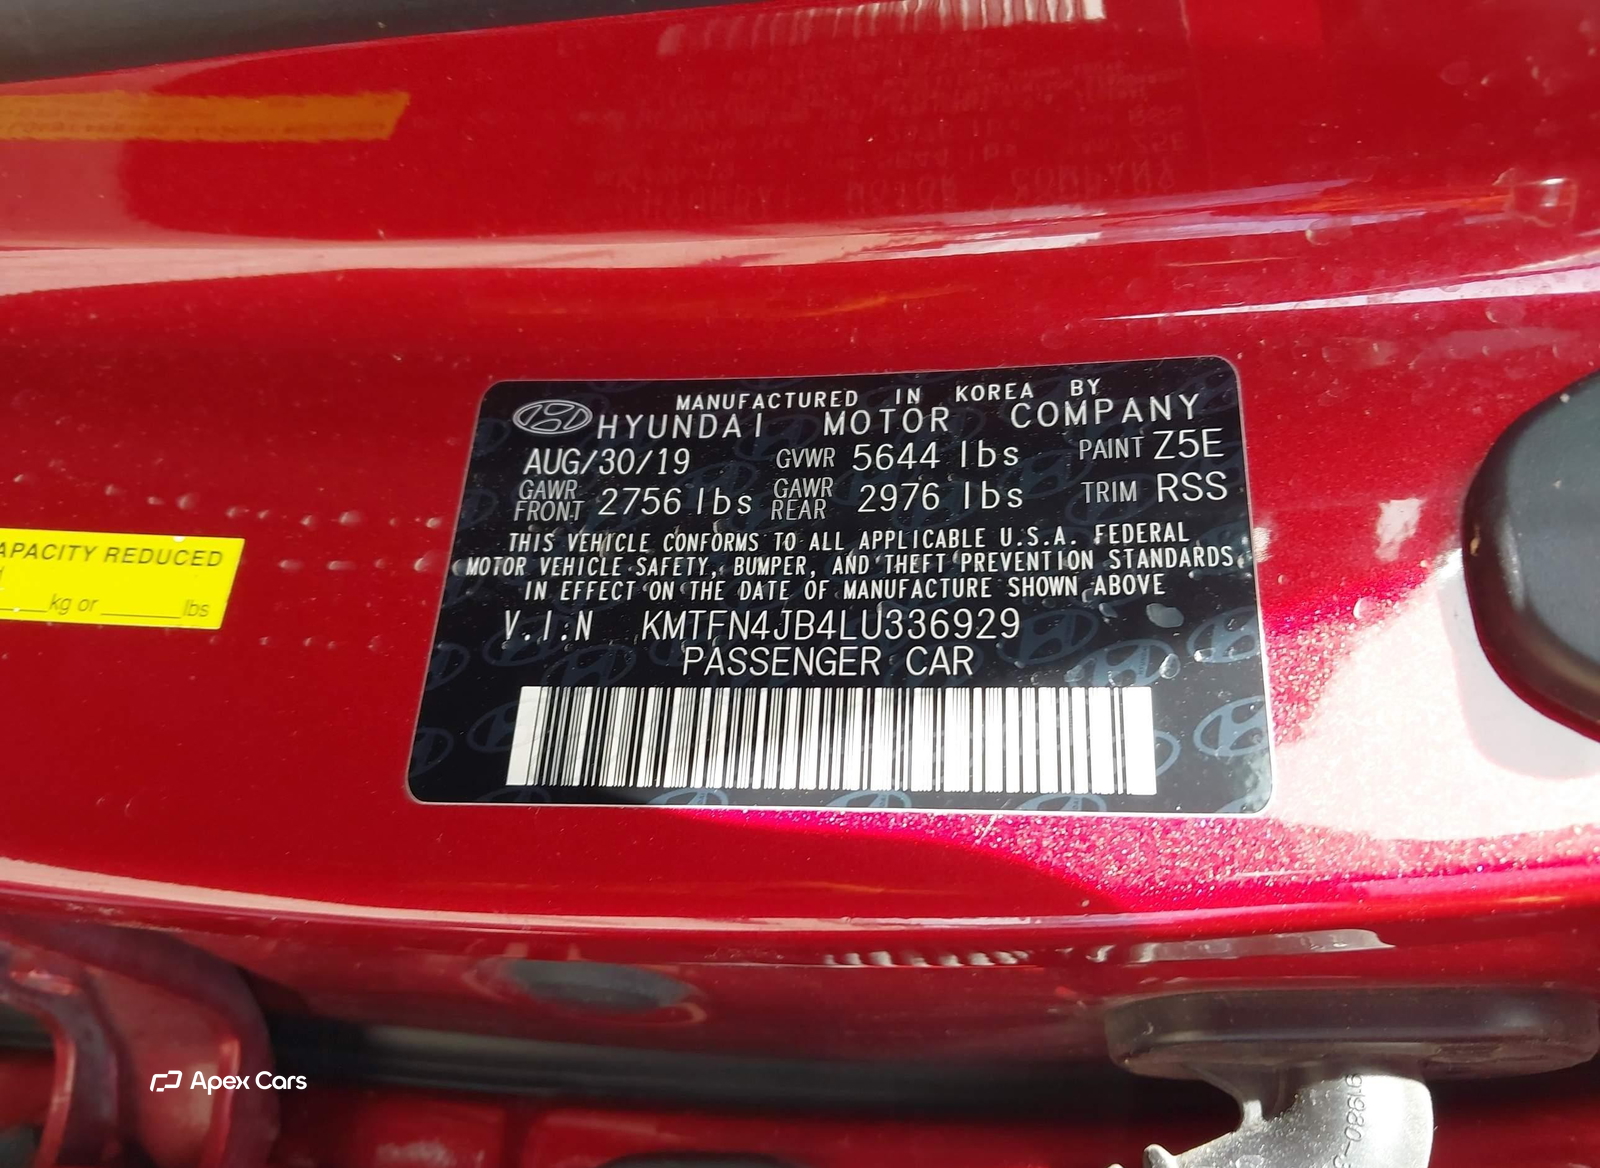 MANUFACTURED IN KOREA BY
HYUNDAI MOTOR COMPANY
AUG/30/19 GVWR 5644 lbs PAINT Z5E
GAWR FRONT 2756 lbs GAWR REAR 2976 lbs TRIM RSS
THIS VEHICLE CONFORMS TO ALL APPLICABLE U.S.A. FEDERAL
MOTOR VEHICLE SAFETY, BUMPER, AND THEFT PREVENTION STANDARDS
IN EFFECT ON THE DATE OF MANUFACTURE SHOWN ABOVE
V.I.N KMTFN4JB4LU336929
PASSENGER CAR
APACITY REDUCED
kg or lbs
Apex Cars